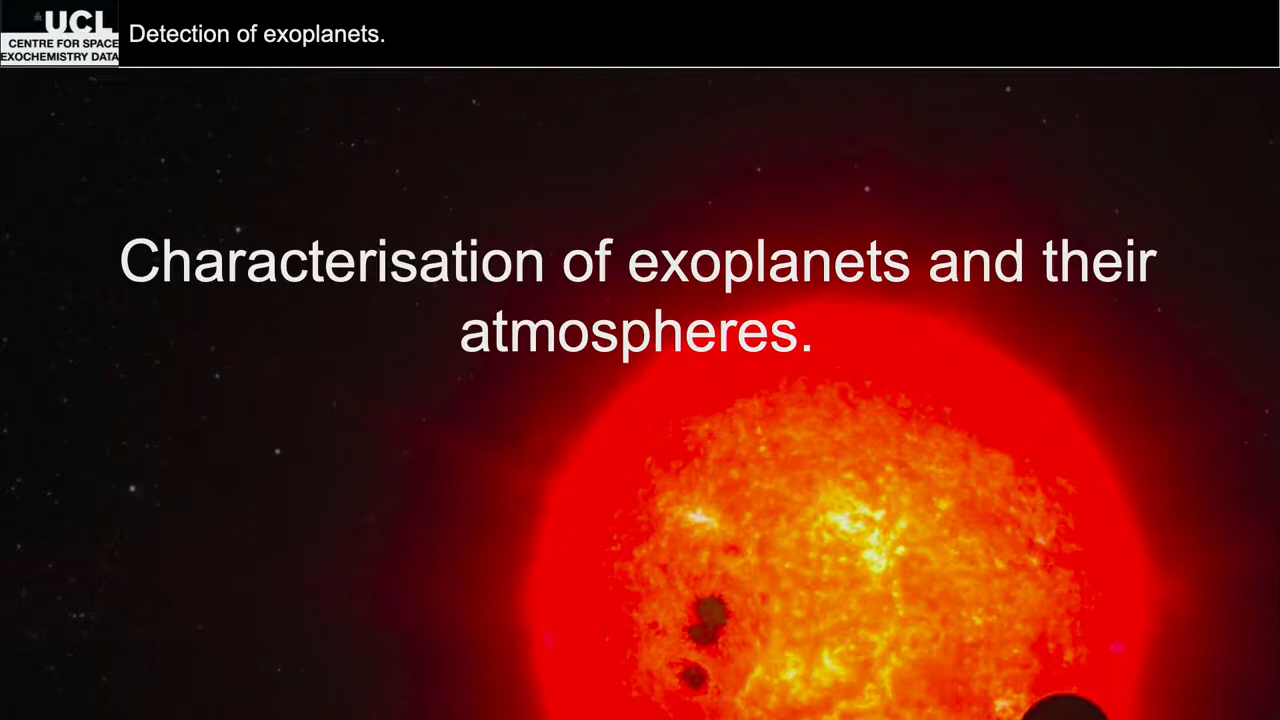 UCL
CENTRE FOR SPACE
EXOCHEMISTRY DATA
Detection of exoplanets.
Characterisation of exoplanets and their
atmospheres.